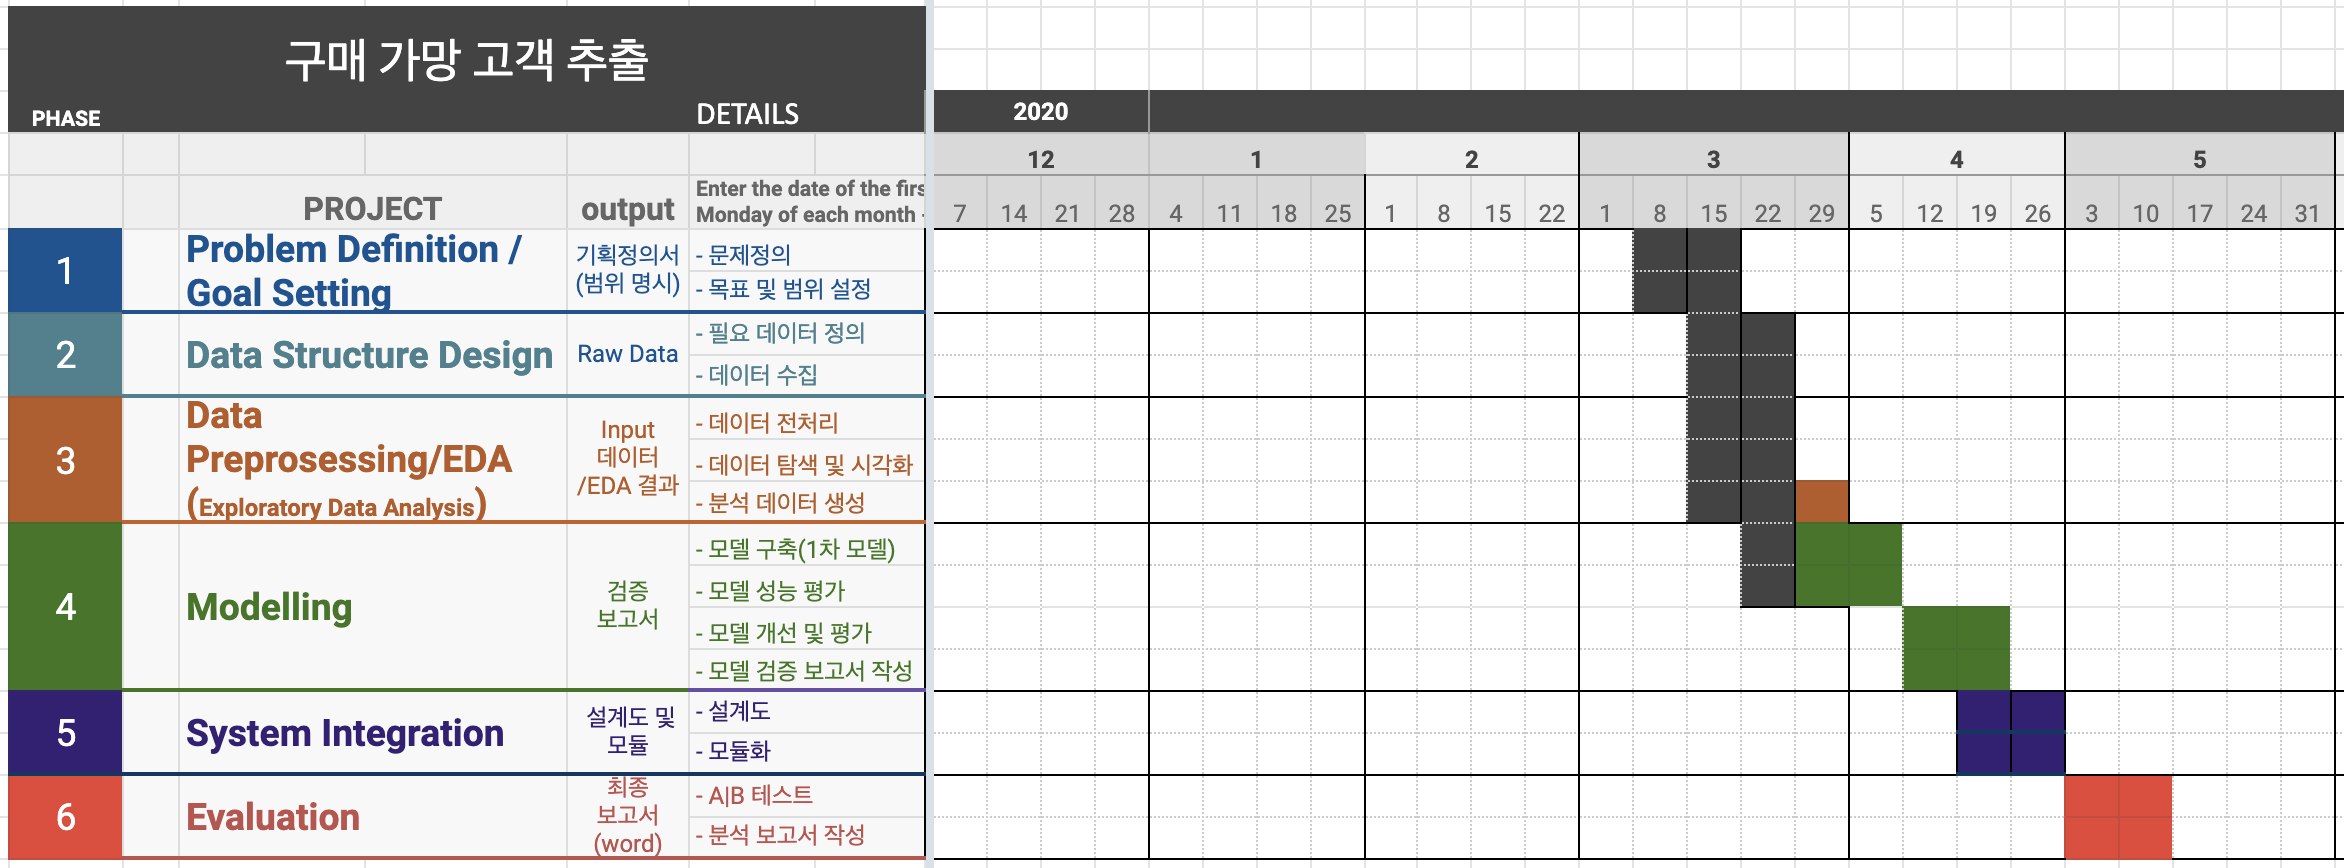 구매 가망 고객 추출
PHASE
DETAILS
2020
12 1 2 3 4 5
PROJECT
output
Enter the date of the firs
Monday of each month -
7 14 21 28 4 11 18 25 1 8 15 22 1 8 15 22 29 5 12 19 26 3 10 17 24 31
1
Problem Definition /
Goal Setting
기획정의서
(범위 명시)
- 문제정의
- 목표 및 범위 설정
2
Data Structure Design
Raw Data
- 필요 데이터 정의
- 데이터 수집
3
Data
Preprosessing/EDA
(Exploratory Data Analysis)
Input
데이터
/EDA 결과
- 데이터 전처리
- 데이터 탐색 및 시각화
- 분석 데이터 생성
4
Modelling
검증
보고서
- 모델 구축(1차 모델)
- 모델 성능 평가
- 모델 개선 및 평가
- 모델 검증 보고서 작성
5
System Integration
설계도 및
모듈
- 설계도
- 모듈화
6
Evaluation
최종
보고서
(word)
- A|B 테스트
- 분석 보고서 작성